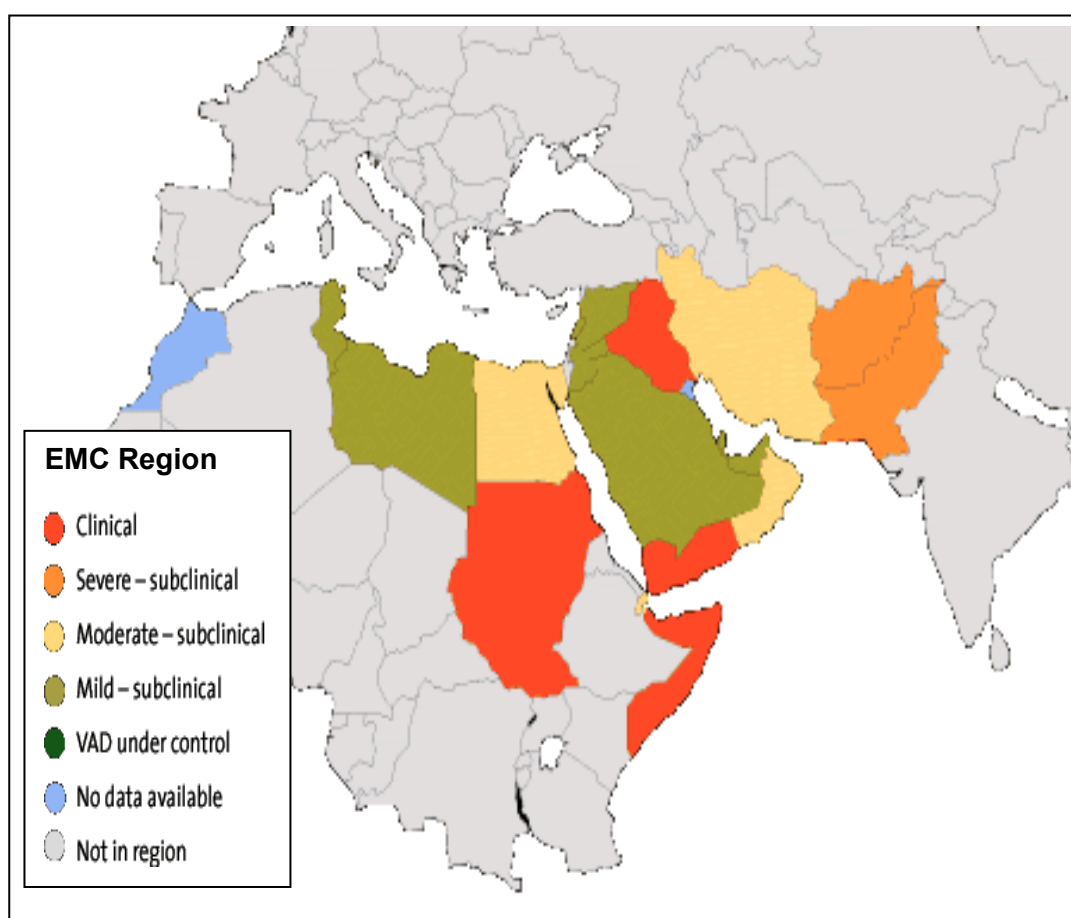 EMC Region
Clinical
Severe – subclinical
Moderate – subclinical
Mild – subclinical
VAD under control
No data available
Not in region